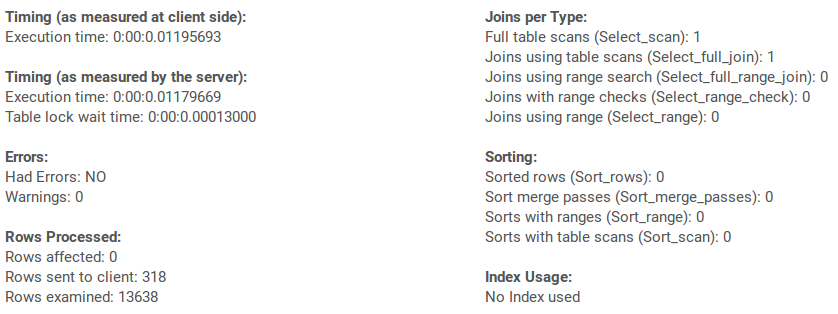 Timing (as measured at client side):
Execution time: 0:00:0.01195693
Timing (as measured by the server):
Execution time: 0:00:0.01179669
Table lock wait time: 0:00:0.00013000
Errors:
Had Errors: NO
Warnings: 0
Rows Processed:
Rows affected: 0
Rows sent to client: 318
Rows examined: 13638
Joins per Type:
Full table scans (Select_scan): 1
Joins using table scans (Select_full_join): 1
Joins using range search (Select_full_range_join): 0
Joins with range checks (Select_range_check): 0
Joins using range (Select_range): 0
Sorting:
Sorted rows (Sort_rows): 0
Sort merge passes (Sort_merge_passes): 0
Sorts with ranges (Sort_range): 0
Sorts with table scans (Sort_scan): 0
Index Usage:
No Index used